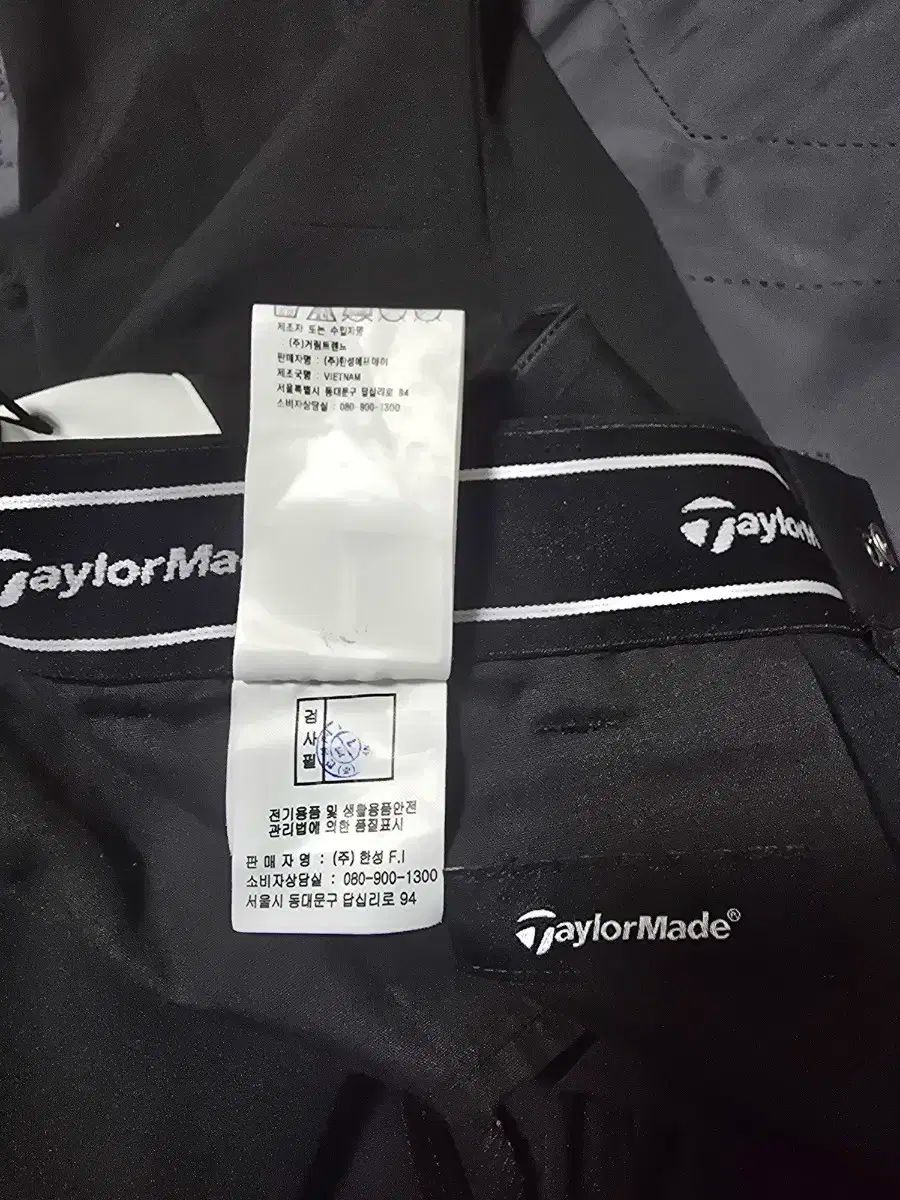 제조자 또는 수입자명
: (주)거림트렌느
판매자명 : (주)한성에프아이
제조국명 : VIETNAM
서울특별시 동대문구 답십리로 94
소비자상담실 : 080-900-1300
TaylorMa
Taylor
검
사
필
전기용품 및 생활용품안전
관리법에 의한 품질표시
판 매 자 명 : (주) 한성 F.I
소비자상담실 : 080-900-1300
서울시 동대문구 답십리로 94
TaylorMade®